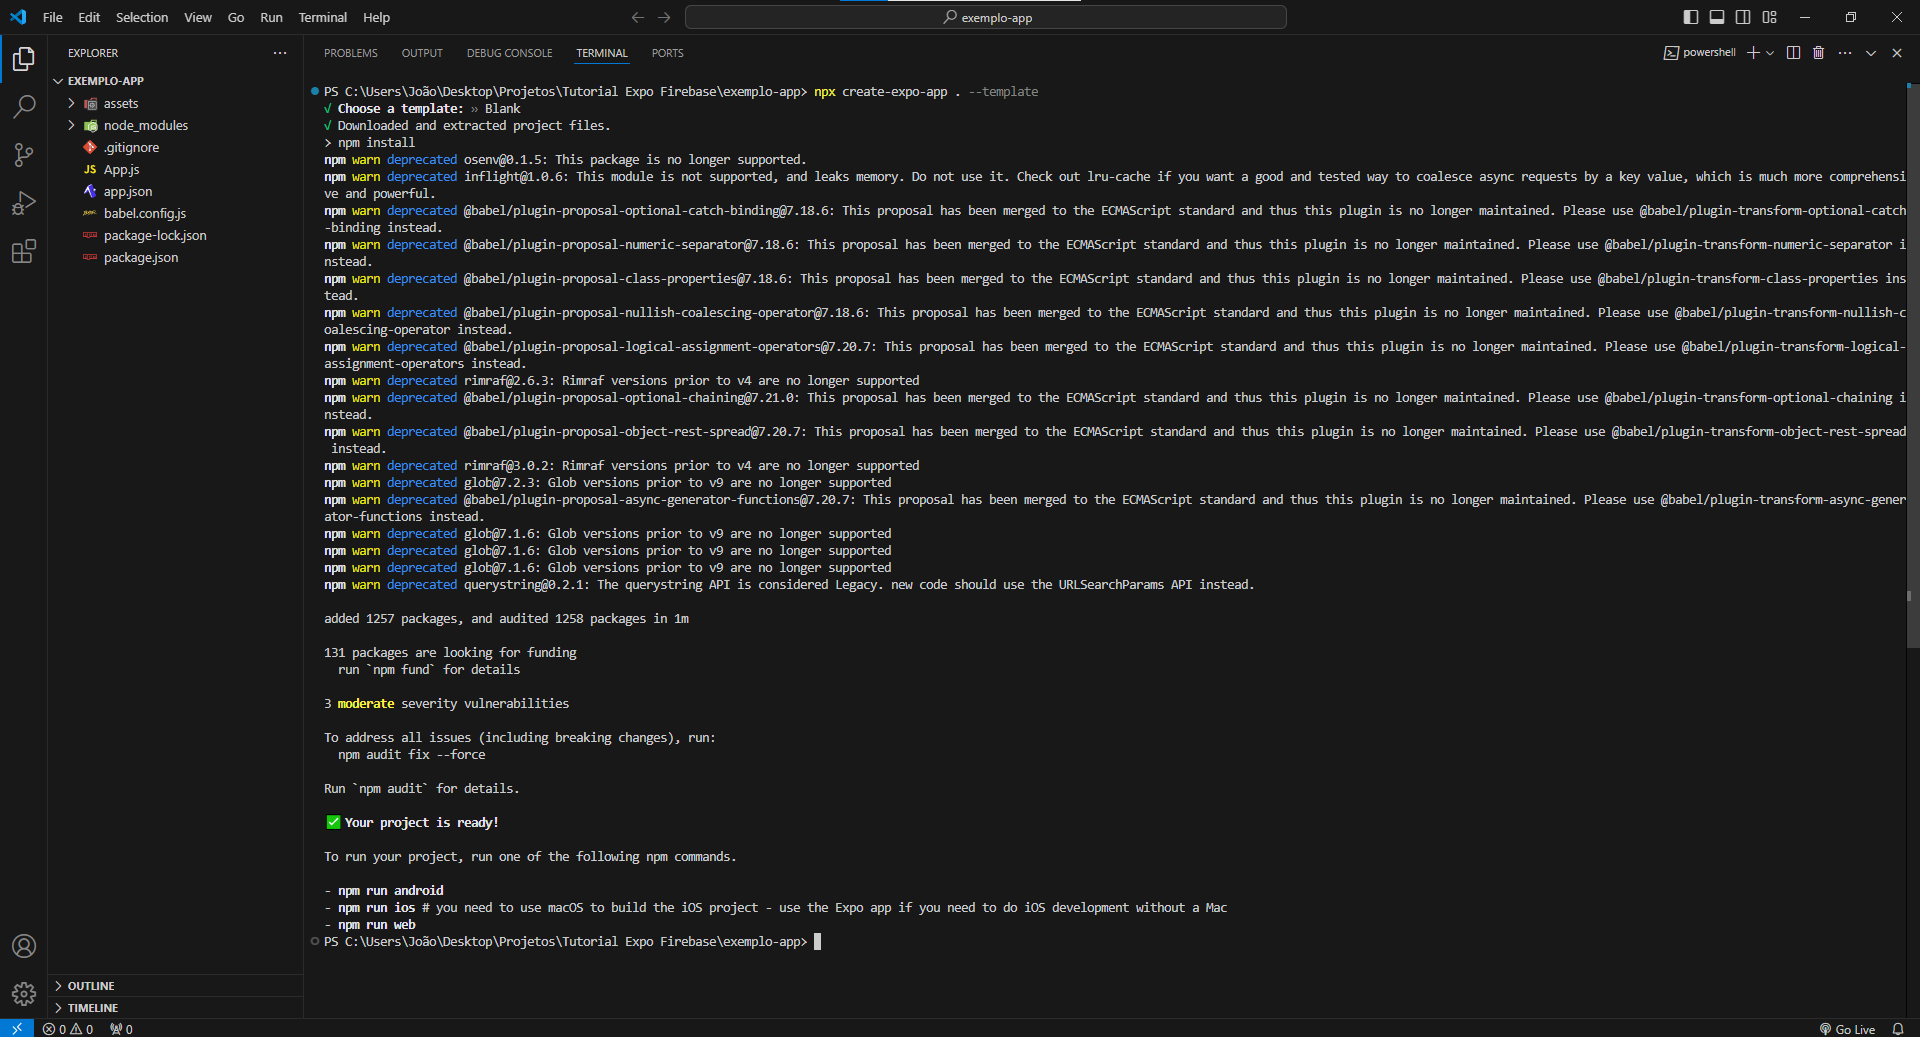 File Edit Selection View Go Run Terminal Help
exemplo-app
EXPLORER
EXEMPLO-APP
assets
node_modules
.gitignore
JS App.js
app.json
babel.config.js
package-lock.json
package.json
OUTLINE
TIMELINE
PROBLEMS OUTPUT DEBUG CONSOLE TERMINAL PORTS
powershell
PS C:\Users\João\Desktop\Projetos\Tutorial Expo Firebase\exemplo-app> npx create-expo-app . --template
√ Choose a template: » Blank
√ Downloaded and extracted project files.
> npm install
npm warn deprecated osenv@0.1.5: This package is no longer supported.
npm warn deprecated inflight@1.0.6: This module is not supported, and leaks memory. Do not use it. Check out lru-cache if you want a good and tested way to coalesce async requests by a key value, which is much more comprehensi
ve and powerful.
npm warn deprecated @babel/plugin-proposal-optional-catch-binding@7.18.6: This proposal has been merged to the ECMAScript standard and thus this plugin is no longer maintained. Please use @babel/plugin-transform-optional-catch
-binding instead.
npm warn deprecated @babel/plugin-proposal-numeric-separator@7.18.6: This proposal has been merged to the ECMAScript standard and thus this plugin is no longer maintained. Please use @babel/plugin-transform-numeric-separator i
nstead.
npm warn deprecated @babel/plugin-proposal-class-properties@7.18.6: This proposal has been merged to the ECMAScript standard and thus this plugin is no longer maintained. Please use @babel/plugin-transform-class-properties ins
tead.
npm warn deprecated @babel/plugin-proposal-nullish-coalescing-operator@7.18.6: This proposal has been merged to the ECMAScript standard and thus this plugin is no longer maintained. Please use @babel/plugin-transform-nullish-c
oalescing-operator instead.
npm warn deprecated @babel/plugin-proposal-logical-assignment-operators@7.20.7: This proposal has been merged to the ECMAScript standard and thus this plugin is no longer maintained. Please use @babel/plugin-transform-logical-
assignment-operators instead.
npm warn deprecated rimraf@2.6.3: Rimraf versions prior to v4 are no longer supported
npm warn deprecated @babel/plugin-proposal-optional-chaining@7.21.0: This proposal has been merged to the ECMAScript standard and thus this plugin is no longer maintained. Please use @babel/plugin-transform-optional-chaining i
nstead.
npm warn deprecated @babel/plugin-proposal-object-rest-spread@7.20.7: This proposal has been merged to the ECMAScript standard and thus this plugin is no longer maintained. Please use @babel/plugin-transform-object-rest-spread
instead.
npm warn deprecated rimraf@3.0.2: Rimraf versions prior to v4 are no longer supported
npm warn deprecated glob@7.2.3: Glob versions prior to v9 are no longer supported
npm warn deprecated @babel/plugin-proposal-async-generator-functions@7.20.7: This proposal has been merged to the ECMAScript standard and thus this plugin is no longer maintained. Please use @babel/plugin-transform-async-gener
ator-functions instead.
npm warn deprecated glob@7.1.6: Glob versions prior to v9 are no longer supported
npm warn deprecated glob@7.1.6: Glob versions prior to v9 are no longer supported
npm warn deprecated glob@7.1.6: Glob versions prior to v9 are no longer supported
npm warn deprecated querystring@0.2.1: The querystring API is considered Legacy. new code should use the URLSearchParams API instead.
added 1257 packages, and audited 1258 packages in 1m
131 packages are looking for funding
run `npm fund` for details
3 moderate severity vulnerabilities
To address all issues (including breaking changes), run:
npm audit fix --force
Run `npm audit` for details.
✅ Your project is ready!
To run your project, run one of the following npm commands.
- npm run android
- npm run ios # you need to use macOS to build the iOS project - use the Expo app if you need to do iOS development without a Mac
- npm run web
PS C:\Users\João\Desktop\Projetos\Tutorial Expo Firebase\exemplo-app>
0 0 0
Go Live